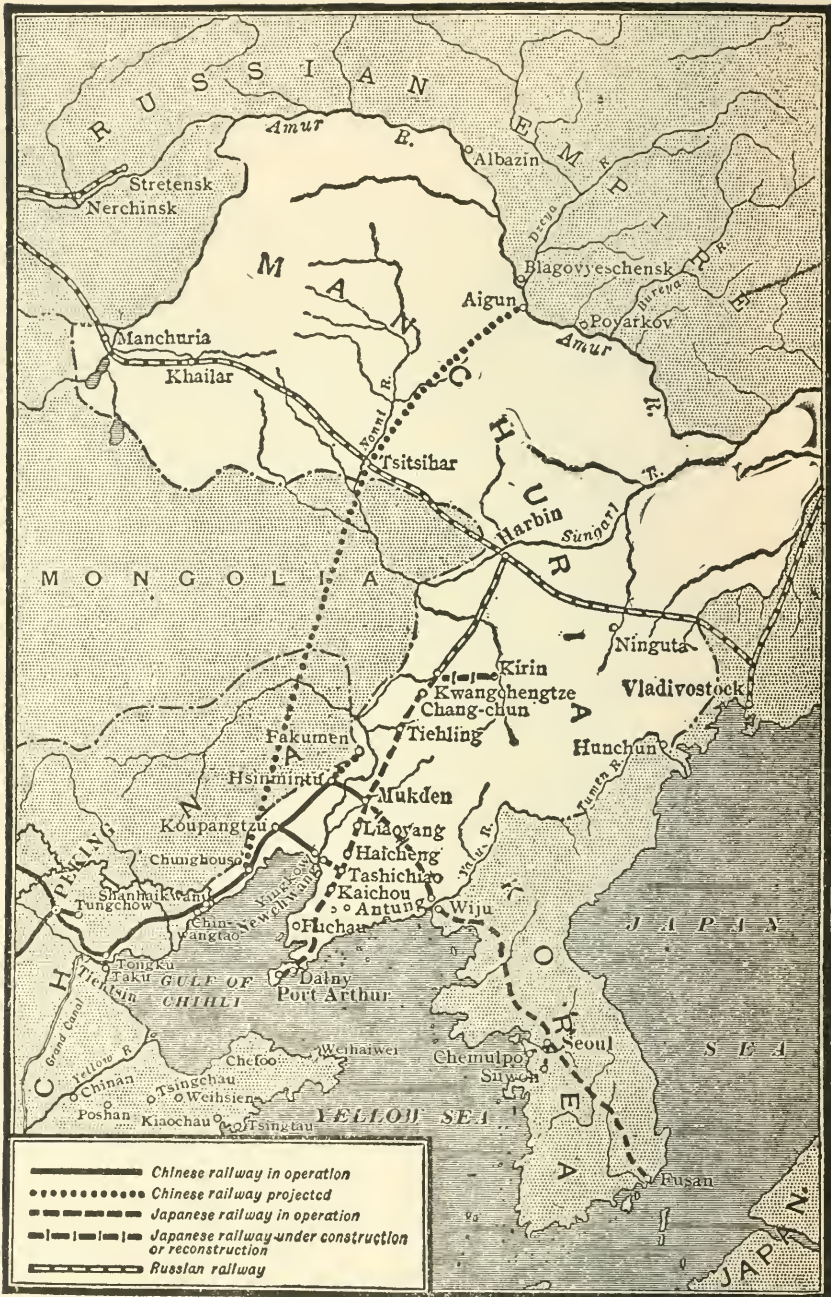 RUSSIAN
EMPIRE
Amur R.
Albazin
Stretensk
Nerchinsk
Dzeya R
Blagovyeschensk
Bureya R.
Aigun
Poyarkov
Amur
R.
MANCHURIA
Manchuria
Khailar
Nonni R.
Tsitsihar
Harbin
Sungari R.
MONGOLIA
Ninguta
Kirin
Kwangchengtze
Chang-chun
Vladivostock
Tiehling
Hunchun
Tumen R.
Fakumen
Hsinmintu
Mukden
Koupangtzu
Liaoyang
Chunghouso
Haicheng
Yalu R.
Tashichiao
PEKING
Shanhaikwan
Yingkow
Newchwang
Kaichou
Tungchow
Antung
Wiju
Chin-
wangtao
Fuchau
Tongku
Taku
Tientsin
GULF OF
CHIHLI
Dalny
Port Arthur
JAPAN
SEA
KOREA
CHINA
Grand Canal
Yellow R
Chefoo
Weihaiwei
Seoul
Chemulpo
Suwon
Chinan
Tsingchau
Weihsien
Poshan
Kiaochau
Tsingtau
YELLOW SEA
Fusan
JAPAN.
Chinese railway in operation
Chinese railway projected
Japanese railway in operation
Japanese railway under construction
or reconstruction
Russian railway